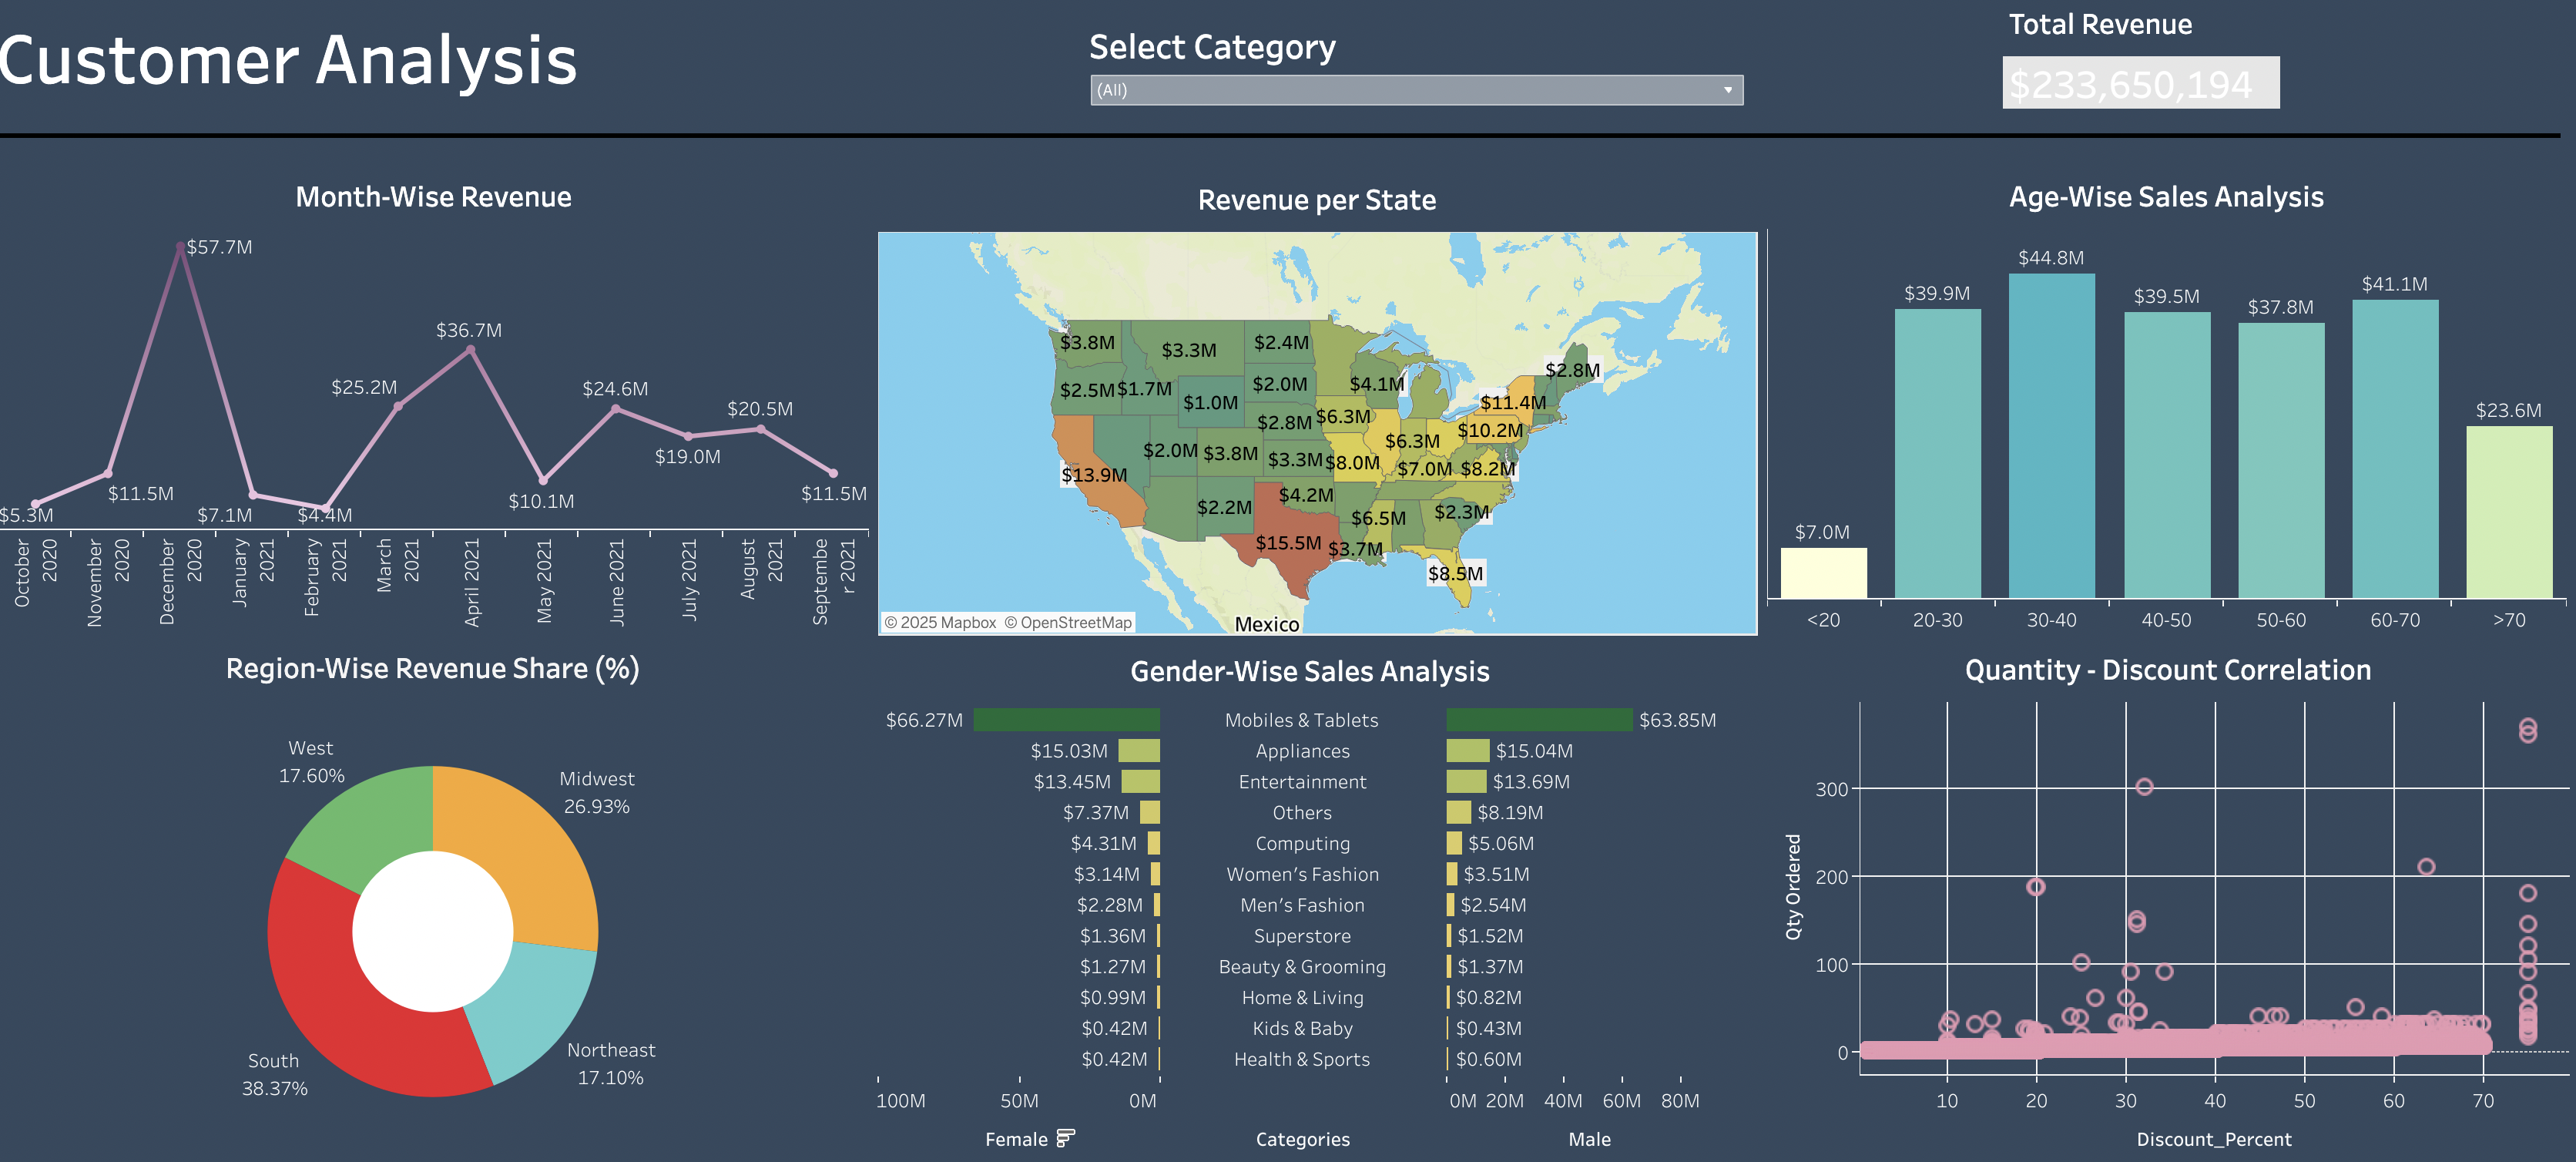 Customer Analysis
Select Category
(All)
Total Revenue
$233,650,194
Month-Wise Revenue
$57.7M
$36.7M
$25.2M
$24.6M
$20.5M
$19.0M
$11.5M
$10.1M
$11.5M
$5.3M
$7.1M
$4.4M
October 2020
November 2020
December 2020
January 2021
February 2021
March 2021
April 2021
May 2021
June 2021
July 2021
August 2021
Septembe r 2021
Revenue per State
$3.8M
$3.3M
$2.4M
$2.8M
$2.5M
$1.7M
$1.0M
$2.0M
$4.1M
$11.4M
$2.8M
$6.3M
$10.2M
$2.0M
$3.8M
$3.3M
$8.0M
$6.3M
$7.0M
$8.2M
$13.9M
$2.2M
$4.2M
$6.5M
$2.3M
$15.5M
$3.7M
$8.5M
Mexico
© 2025 Mapbox © OpenStreetMap
Age-Wise Sales Analysis
$44.8M
$39.9M
$39.5M
$37.8M
$41.1M
$23.6M
$7.0M
<20
20-30
30-40
40-50
50-60
60-70
>70
Region-Wise Revenue Share (%)
West
17.60%
Midwest
26.93%
Northeast
17.10%
South
38.37%
Gender-Wise Sales Analysis
$66.27M Mobiles & Tablets $63.85M
$15.03M Appliances $15.04M
$13.45M Entertainment $13.69M
$7.37M Others $8.19M
$4.31M Computing $5.06M
$3.14M Women's Fashion $3.51M
$2.28M Men's Fashion $2.54M
$1.36M Superstore $1.52M
$1.27M Beauty & Grooming $1.37M
$0.99M Home & Living $0.82M
$0.42M Kids & Baby $0.43M
$0.42M Health & Sports $0.60M
100M 50M 0M 0M 20M 40M 60M 80M
Female Categories Male
Quantity - Discount Correlation
Qty Ordered
300
200
100
0
10 20 30 40 50 60 70
Discount_Percent